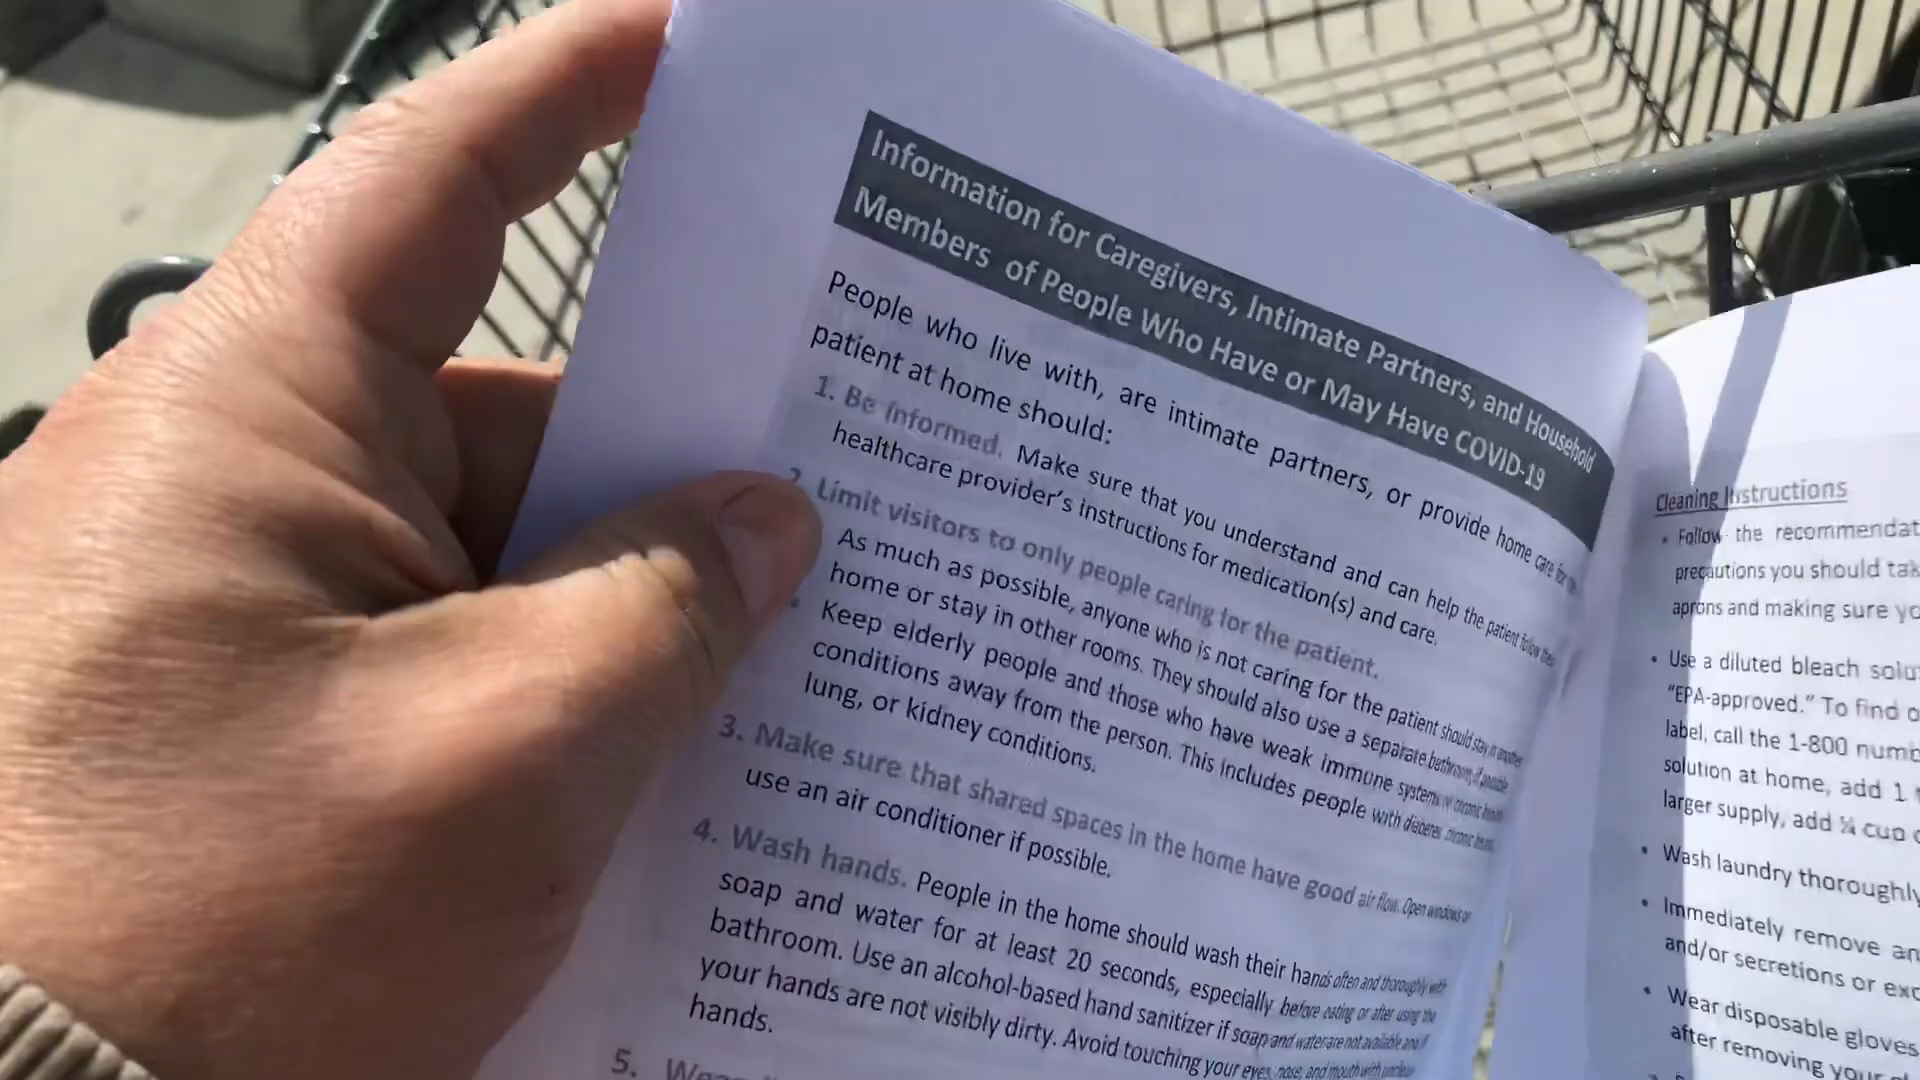 Information for Caregivers, Intimate Partners, and Household
Members of People Who Have or May Have COVID-19
People who live with, are intimate partners, or provide home care for
patient at home should:
1. Be informed. Make sure that you understand and can help the patient follow their
healthcare provider's instructions for medication(s) and care.
2. Limit visitors to only people caring for the patient.
As much as possible, anyone who is not caring for the patient should stay in another
home or stay in other rooms. They should also use a separate bathroom, if possible.
• Keep elderly people and those who have weak immune systems or chronic
conditions away from the person. This includes people with diabetes, chronic heart,
lung, or kidney conditions.
3. Make sure that shared spaces in the home have good air flow. Open windows or
use an air conditioner if possible.
4. Wash hands. People in the home should wash their hands often and thoroughly with
soap and water for at least 20 seconds, especially before eating or after using the
bathroom. Use an alcohol-based hand sanitizer if soap and water are not available and if
your hands are not visibly dirty. Avoid touching your eyes, nose, and mouth with unclean
hands.
5.
Cleaning Instructions
• Follow the recommendat
precautions you should tak
aprons and making sure yo
• Use a diluted bleach solu
"EPA-approved." To find o
label, call the 1-800 numb
solution at home, add 1
larger supply, add ¼ cup
• Wash laundry thoroughly
• Immediately remove an
and/or secretions or exc
• Wear disposable gloves
after removing your